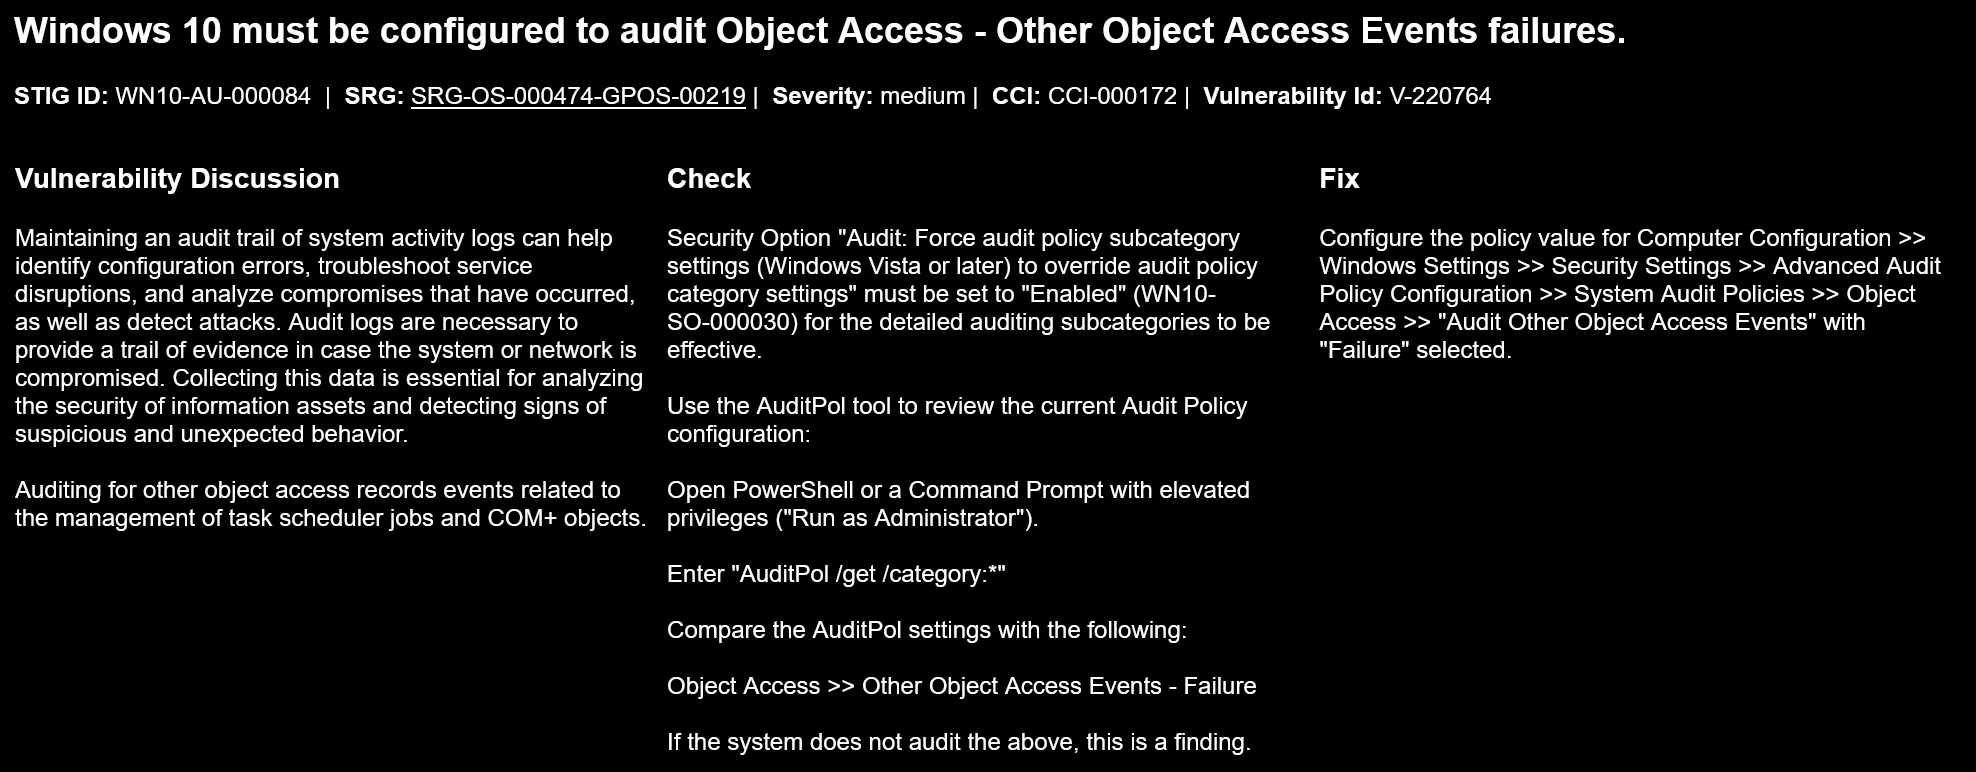 Windows 10 must be configured to audit Object Access - Other Object Access Events failures.
STIG ID: WN10-AU-000084 | SRG: SRG-OS-000474-GPOS-00219 | Severity: medium | CCI: CCI-000172 | Vulnerability Id: V-220764
Vulnerability Discussion
Maintaining an audit trail of system activity logs can help
identify configuration errors, troubleshoot service
disruptions, and analyze compromises that have occurred,
as well as detect attacks. Audit logs are necessary to
provide a trail of evidence in case the system or network is
compromised. Collecting this data is essential for analyzing
the security of information assets and detecting signs of
suspicious and unexpected behavior.
Auditing for other object access records events related to
the management of task scheduler jobs and COM+ objects.
Check
Security Option "Audit: Force audit policy subcategory
settings (Windows Vista or later) to override audit policy
category settings" must be set to "Enabled" (WN10-
SO-000030) for the detailed auditing subcategories to be
effective.
Use the AuditPol tool to review the current Audit Policy
configuration:
Open PowerShell or a Command Prompt with elevated
privileges ("Run as Administrator").
Enter "AuditPol /get /category:*"
Compare the AuditPol settings with the following:
Object Access >> Other Object Access Events - Failure
If the system does not audit the above, this is a finding.
Fix
Configure the policy value for Computer Configuration >>
Windows Settings >> Security Settings >> Advanced Audit
Policy Configuration >> System Audit Policies >> Object
Access >> "Audit Other Object Access Events" with
"Failure" selected.